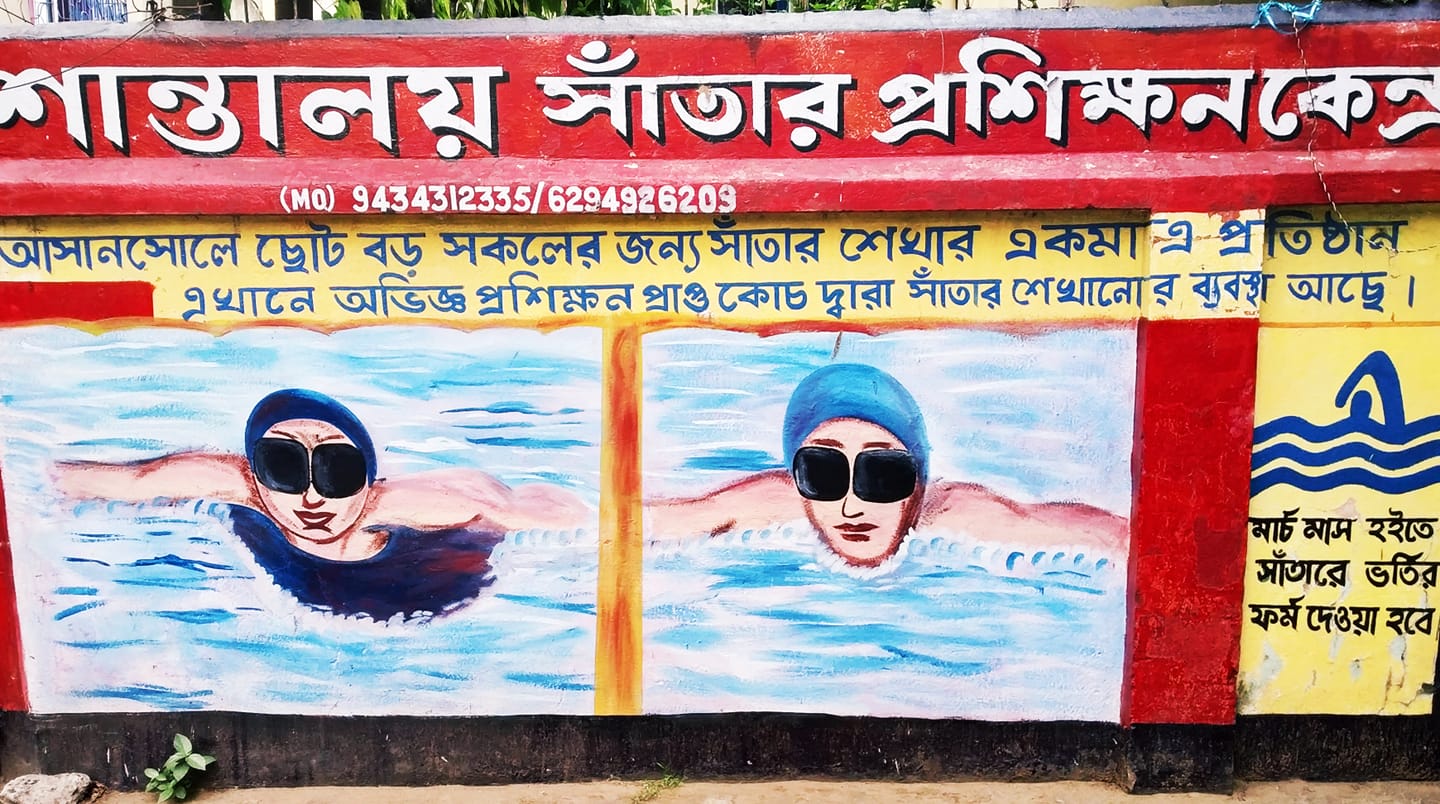 শান্তালয় সাঁতার প্রশিক্ষনকেন্দ্র
(MO) 9434312335/6294926209
আসানসোলে ছোট বড় সকলের জন্য সাঁতার শেখার একমাত্র প্রতিষ্ঠান
এখানে অভিজ্ঞ প্রশিক্ষন প্রাপ্ত কোচ দ্বারা সাঁতার শেখানোর ব্যবস্থা আছে।
মার্চ মাস হইতে
সাঁতারে ভর্তির
ফর্ম দেওয়া হবে